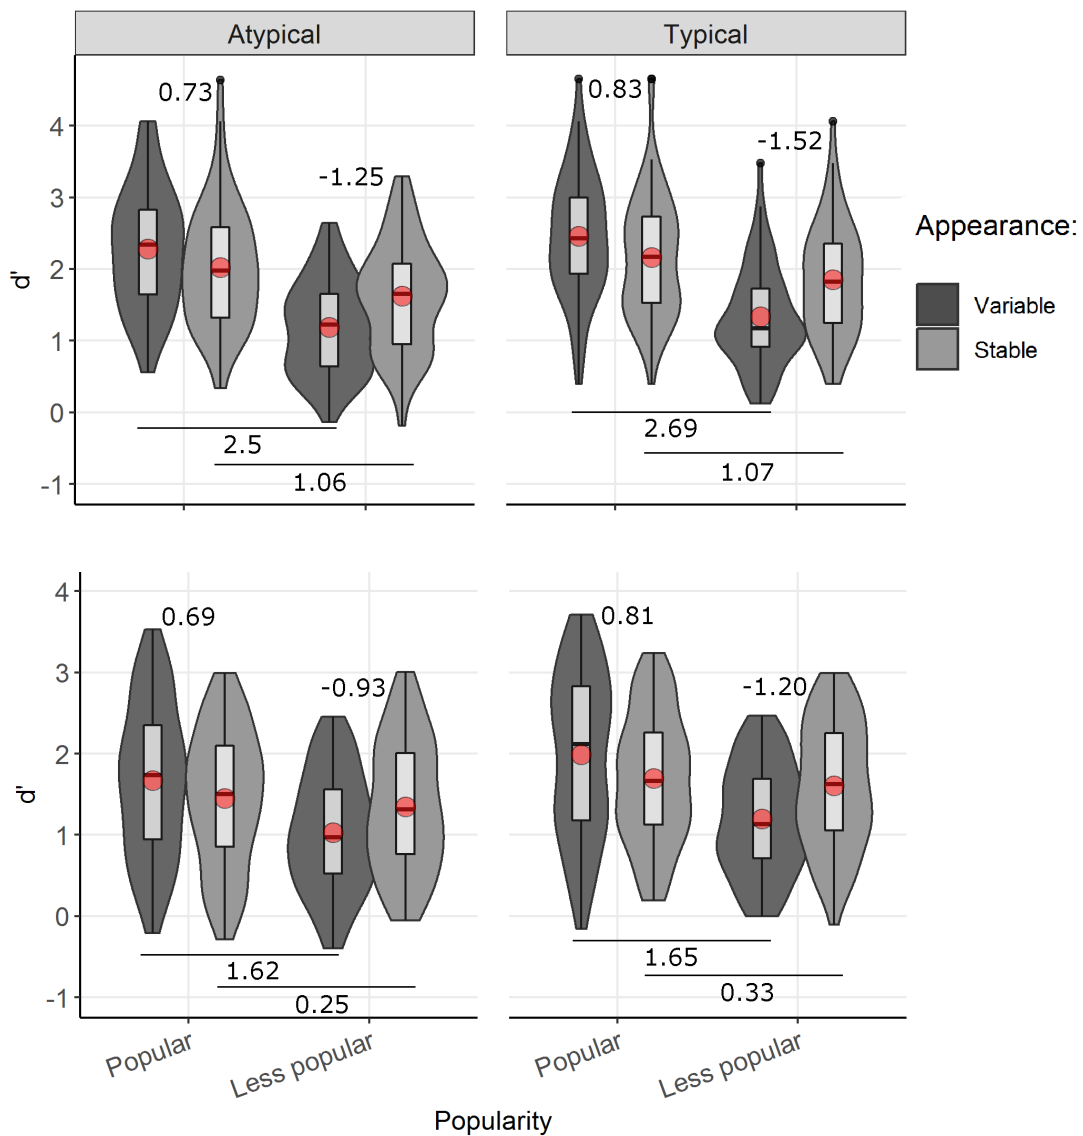 Atypical
Typical
0.73
-1.25
0.83
-1.52
4
3
2
1
0
-1
d'
2.5
1.06
2.69
1.07
Appearance:
Variable
Stable
0.69
-0.93
0.81
-1.20
4
3
2
1
0
-1
d'
1.62
0.25
1.65
0.33
Popular
Less popular
Popular
Less popular
Popularity